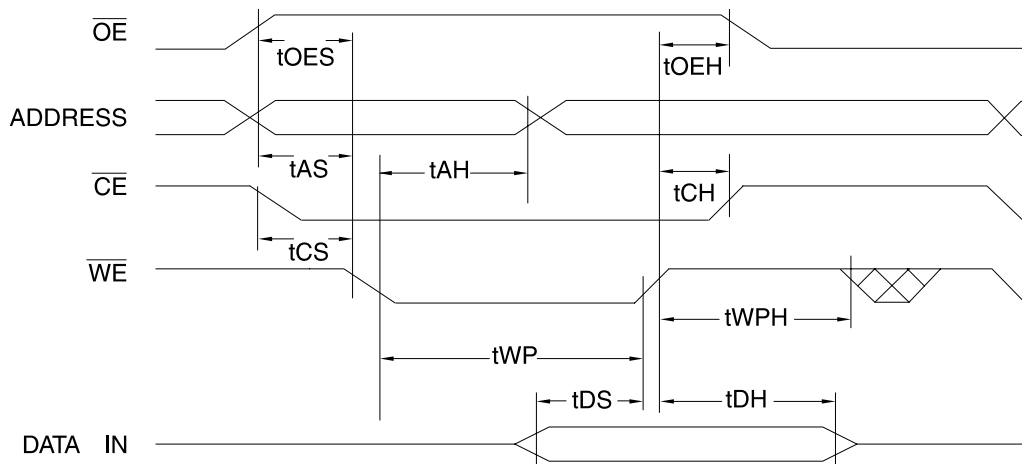 OE
tOES
tOEH
ADDRESS
tAS
tAH
CE
tCH
tCS
WE
tWPH
tWP
tDS
tDH
DATA IN